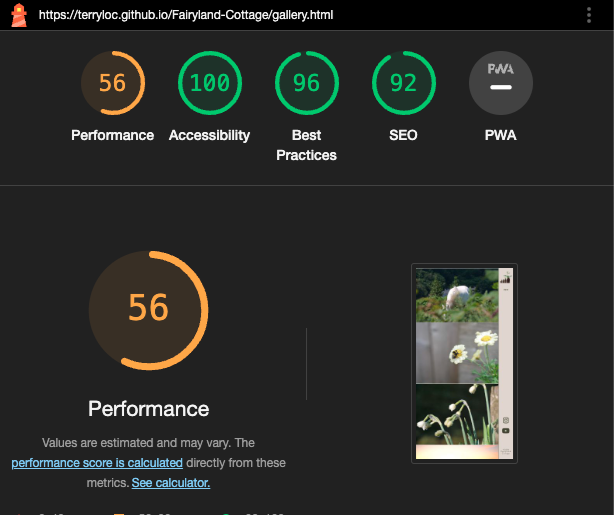 https://terryloc.github.io/Fairyland-Cottage/gallery.html
56
100
96
92
PWA
Performance
Accessibility
Best
Practices
SEO
PWA
56
Performance
Values are estimated and may vary. The
performance score is calculated directly from these
metrics. See calculator.